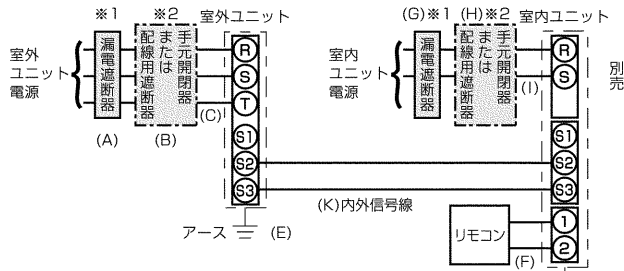 ※1
※2
室外ユニット
(G)※1
(H)※2
室内ユニット
室外
ユニット
電源
漏電遮断器
手元開閉器
または
配線用遮断器
R
S
T
S1
S2
S3
(A)
(B)
(C)
アース
(E)
(K)内外信号線
室内
ユニット
電源
漏電遮断器
手元開閉器
または
配線用遮断器
(I)
R
S
S1
S2
S3
1
2
別売
リモコン
(F)